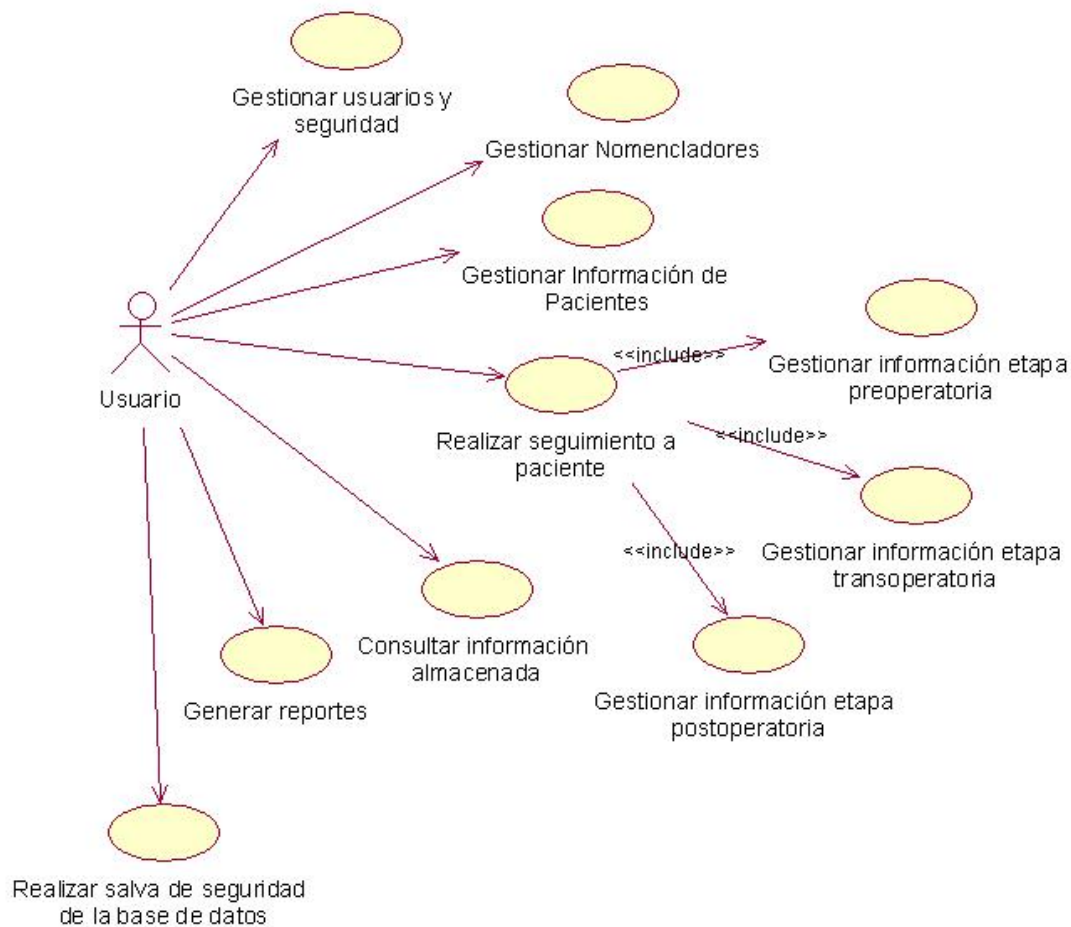 Gestionar usuarios y
seguridad
Gestionar Nomencladores
Gestionar Información de
Pacientes
Usuario
<<include>>
Gestionar información etapa
preoperatoria
Realizar seguimiento a
paciente
<<include>>
Gestionar información etapa
transoperatoria
<<include>>
Gestionar información etapa
postoperatoria
Consultar información
almacenada
Generar reportes
Realizar salva de seguridad
de la base de datos